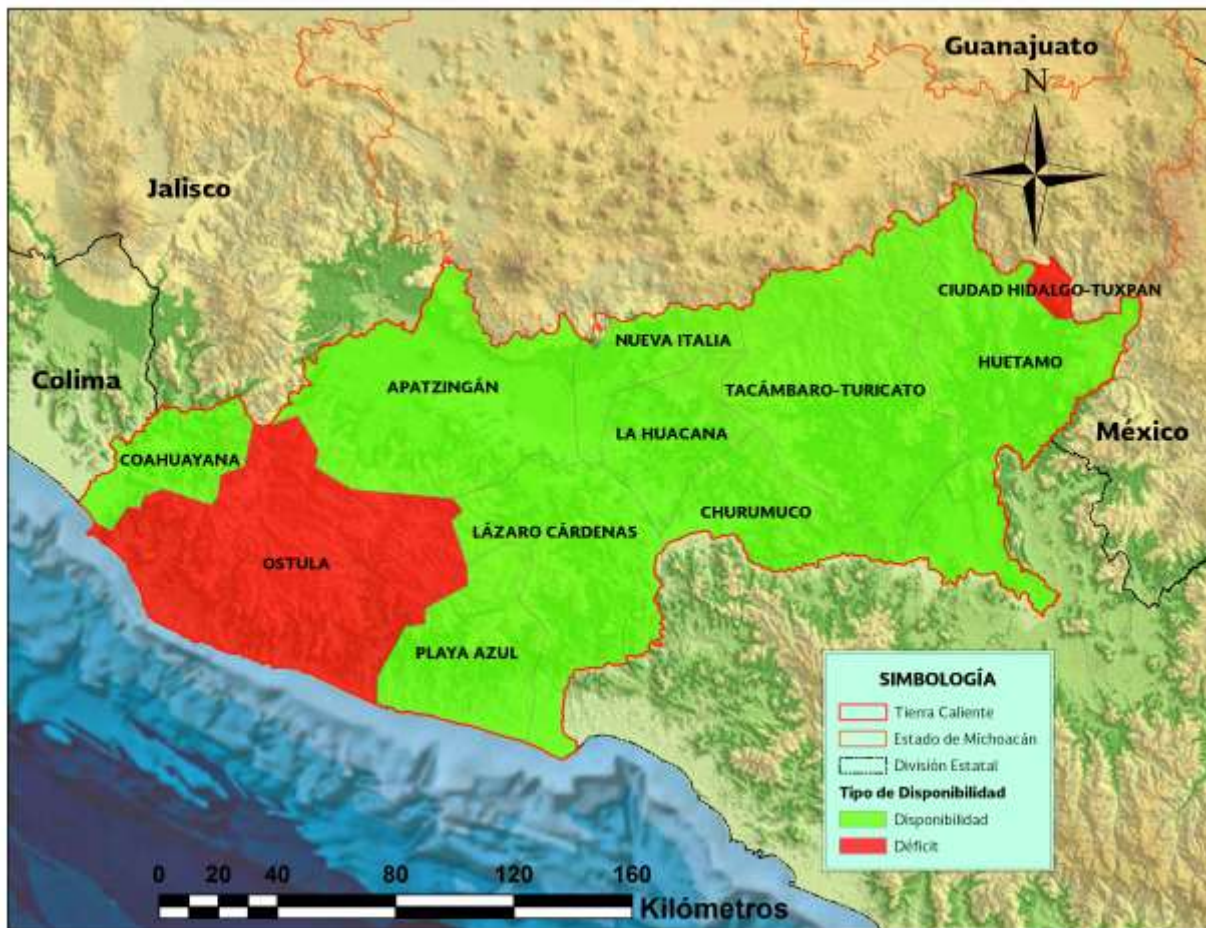 Guanajuato
N
Jalisco
CIUDAD HIDALGO-TUXPAN
NUEVA ITALIA
HUETAMO
Colima
APATZINGÁN
TACÁMBARO-TURICATO
LA HUACANA
México
COAHUAYANA
CHURUMUCO
LÁZARO CÁRDENAS
OSTULA
PLAYA AZUL
SIMBOLOGÍA
Tierra Caliente
Estado de Michoacán
División Estatal
Tipo de Disponibilidad
Disponibilidad
Déficit
0 20 40 80 120 160
Kilómetros